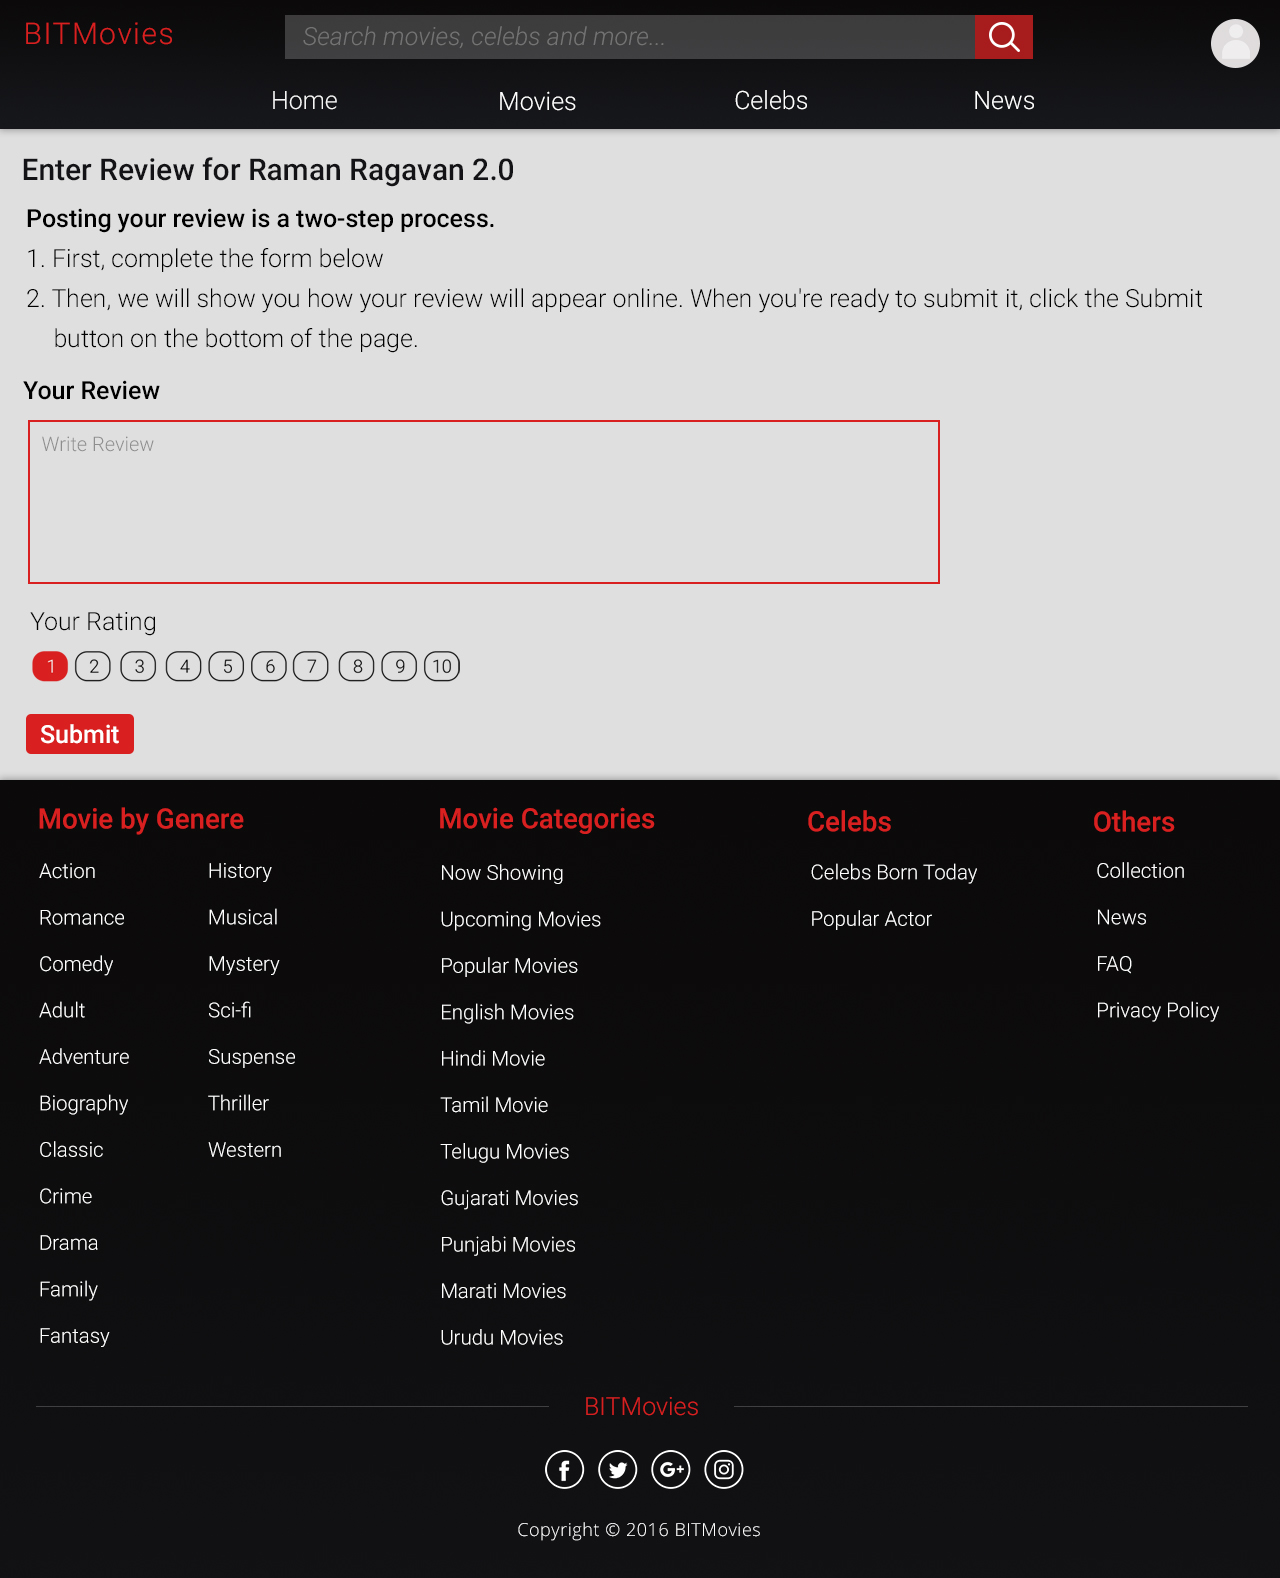 BITMovies
Search movies, celebs and more...
Home
Movies
Celebs
News
Enter Review for Raman Ragavan 2.0
Posting your review is a two-step process.
1. First, complete the form below
2. Then, we will show you how your review will appear online. When you're ready to submit it, click the Submit
button on the bottom of the page.
Your Review
Write Review
Your Rating
1 2 3 4 5 6 7 8 9 10
Submit
Movie by Genere
Action
Romance
Comedy
Adult
Adventure
Biography
Classic
Crime
Drama
Family
Fantasy
History
Musical
Mystery
Sci-fi
Suspense
Thriller
Western
Movie Categories
Now Showing
Upcoming Movies
Popular Movies
English Movies
Hindi Movie
Tamil Movie
Telugu Movies
Gujarati Movies
Punjabi Movies
Marati Movies
Urudu Movies
Celebs
Celebs Born Today
Popular Actor
Others
Collection
News
FAQ
Privacy Policy
BITMovies
f
G+
Copyright © 2016 BITMovies